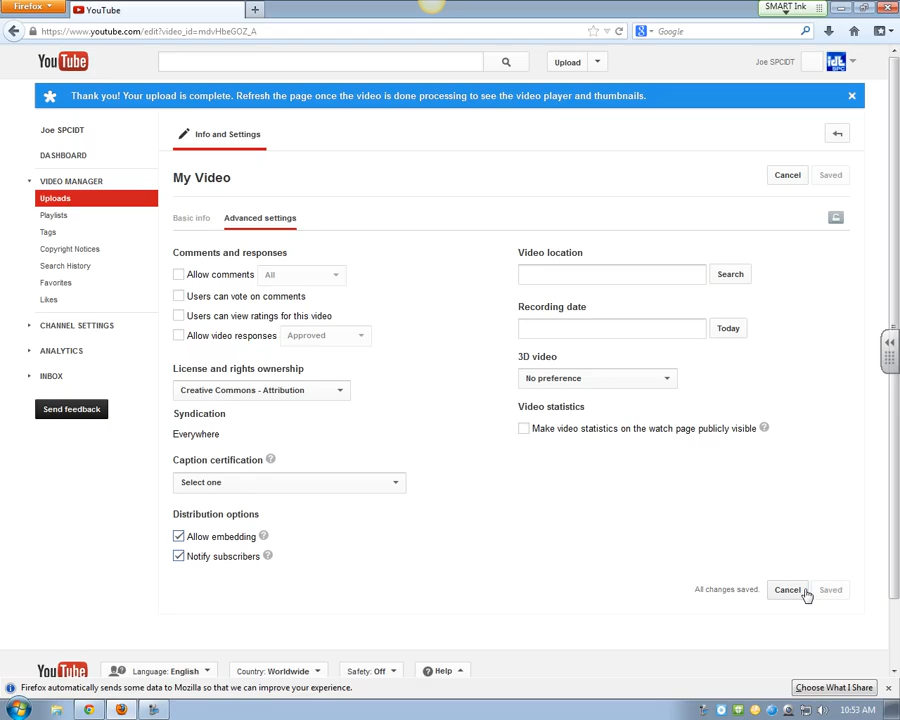 Firefox
YouTube
SMART Ink
https://www.youtube.com/edit?video_id=mdvHbeGOZ_A
Google
YouTube
Upload
Joe SPCIDT
idt
SPC
Thank you! Your upload is complete. Refresh the page once the video is done processing to see the video player and thumbnails.
Joe SPCIDT
DASHBOARD
VIDEO MANAGER
Uploads
Playlists
Tags
Copyright Notices
Search History
Favorites
Likes
CHANNEL SETTINGS
ANALYTICS
INBOX
Send feedback
Info and Settings
My Video
Cancel
Saved
Basic info
Advanced settings
Comments and responses
Allow comments
All
Users can vote on comments
Users can view ratings for this video
Allow video responses
Approved
License and rights ownership
Creative Commons - Attribution
Syndication
Everywhere
Caption certification ?
Select one
Distribution options
Allow embedding ?
Notify subscribers ?
Video location
Search
Recording date
Today
3D video
No preference
Video statistics
Make video statistics on the watch page publicly visible ?
All changes saved.
Cancel
Saved
YouTube
Language: English
Country: Worldwide
Safety: Off
Help
Firefox automatically sends some data to Mozilla so that we can improve your experience.
Choose What I Share
10:53 AM